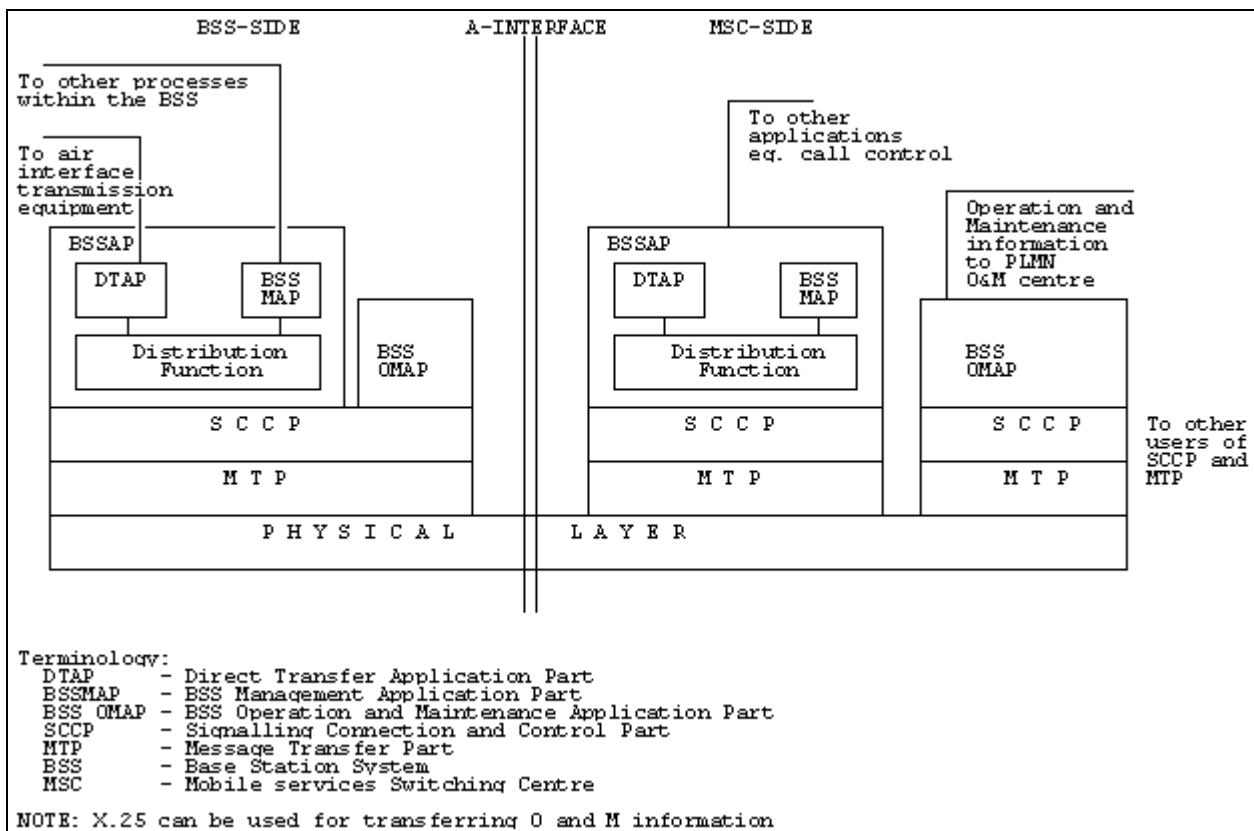 BSS-SIDE A-INTERFACE MSC-SIDE
To other processes
within the BSS
To air
interface
transmission
equipment
To other
applications
eg. call control
Operation and
Maintenance
information
to PLMN
O&M centre
BSSAP
DTAP
BSS
MAP
Distribution
Function
BSS
OMAP
S C C P
M T P
BSSAP
DTAP
BSS
MAP
Distribution
Function
S C C P
M T P
BSS
OMAP
S C C P
M T P
To other
users of
SCCP and
MTP
P H Y S I C A L L A Y E R
Terminology:
DTAP - Direct Transfer Application Part
BSSMAP - BSS Management Application Part
BSS OMAP - BSS Operation and Maintenance Application Part
SCCP - Signalling Connection and Control Part
MTP - Message Transfer Part
BSS - Base Station System
MSC - Mobile services Switching Centre
NOTE: X.25 can be used for transferring O and M information